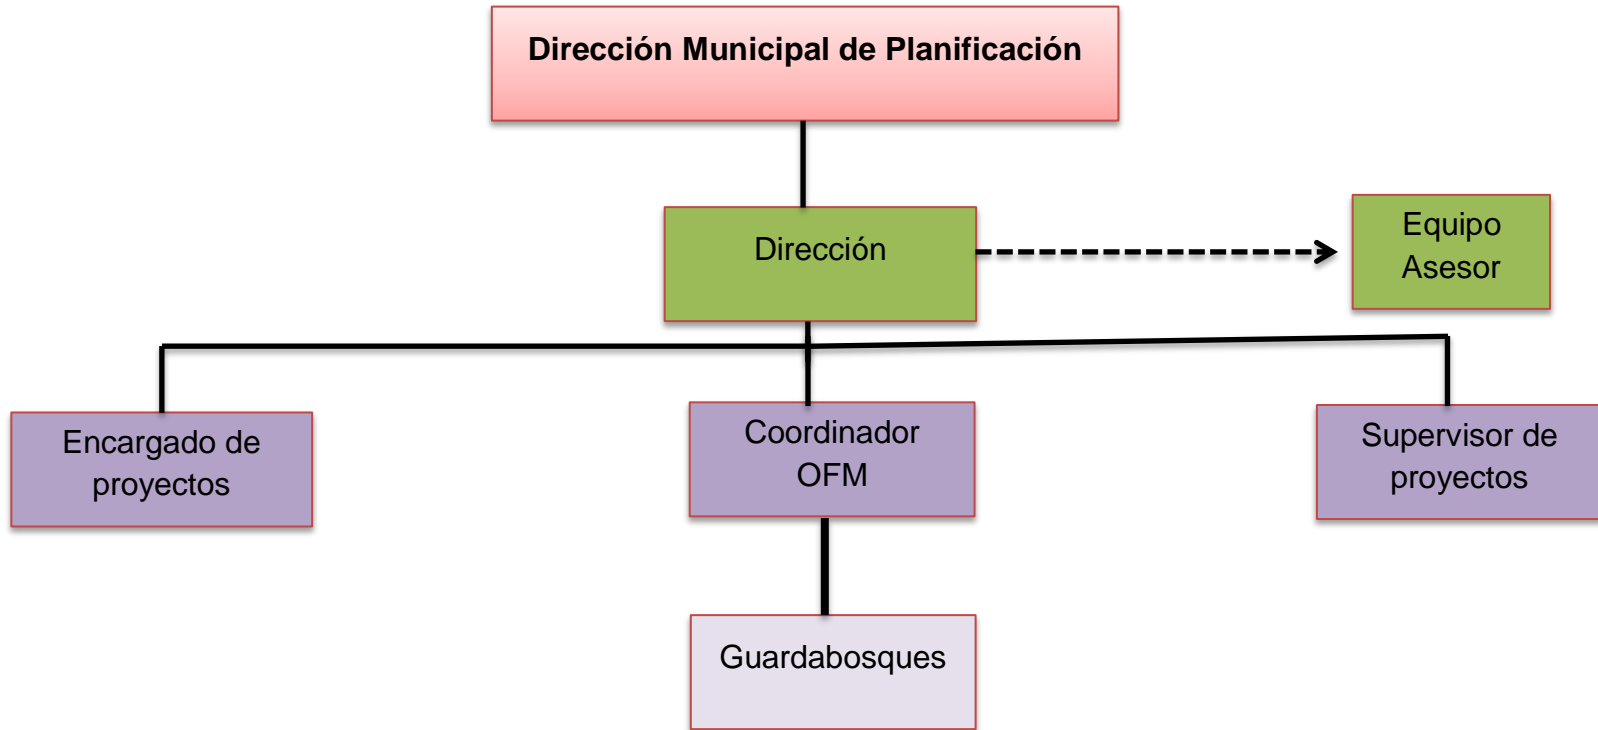 Dirección Municipal de Planificación
Dirección
Equipo
Asesor
Encargado de
proyectos
Coordinador
OFM
Supervisor de
proyectos
Guardabosques